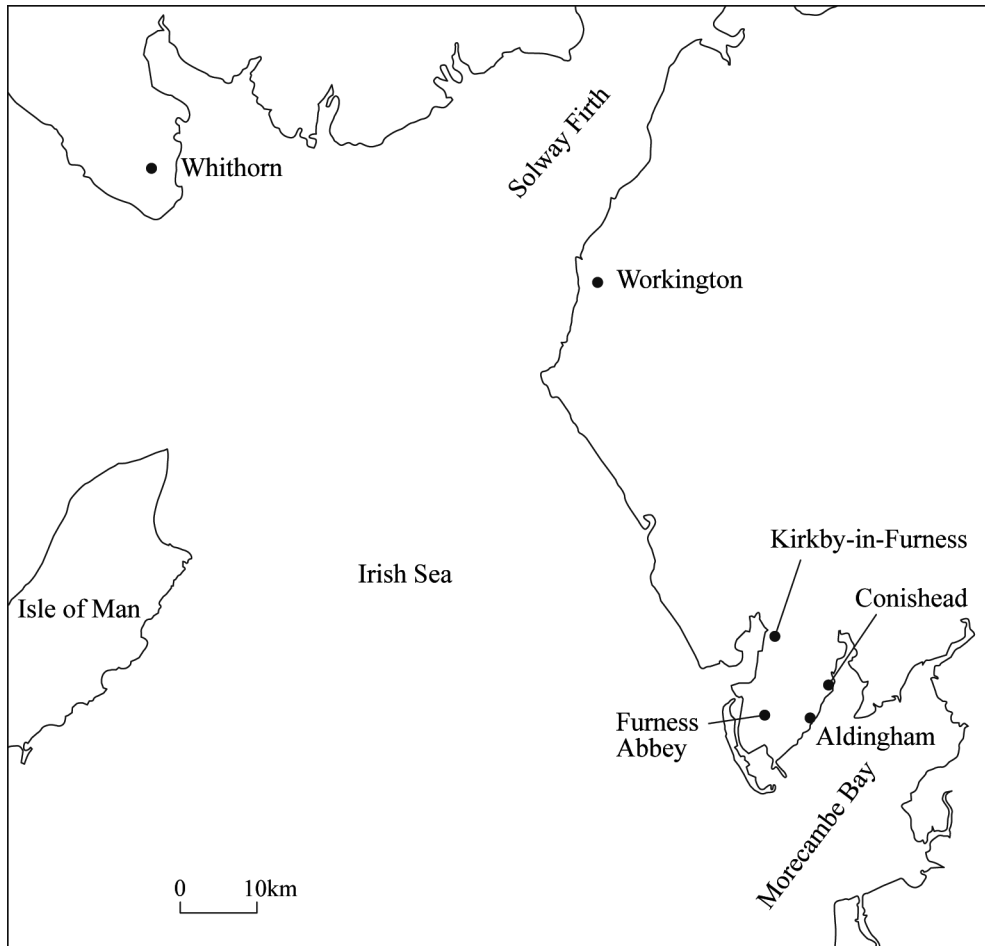 Whithorn
Solway Firth
Workington
Kirkby-in-Furness
Irish Sea
Conishead
Isle of Man
Furness
Abbey
Aldingham
Morecambe Bay
0 10km